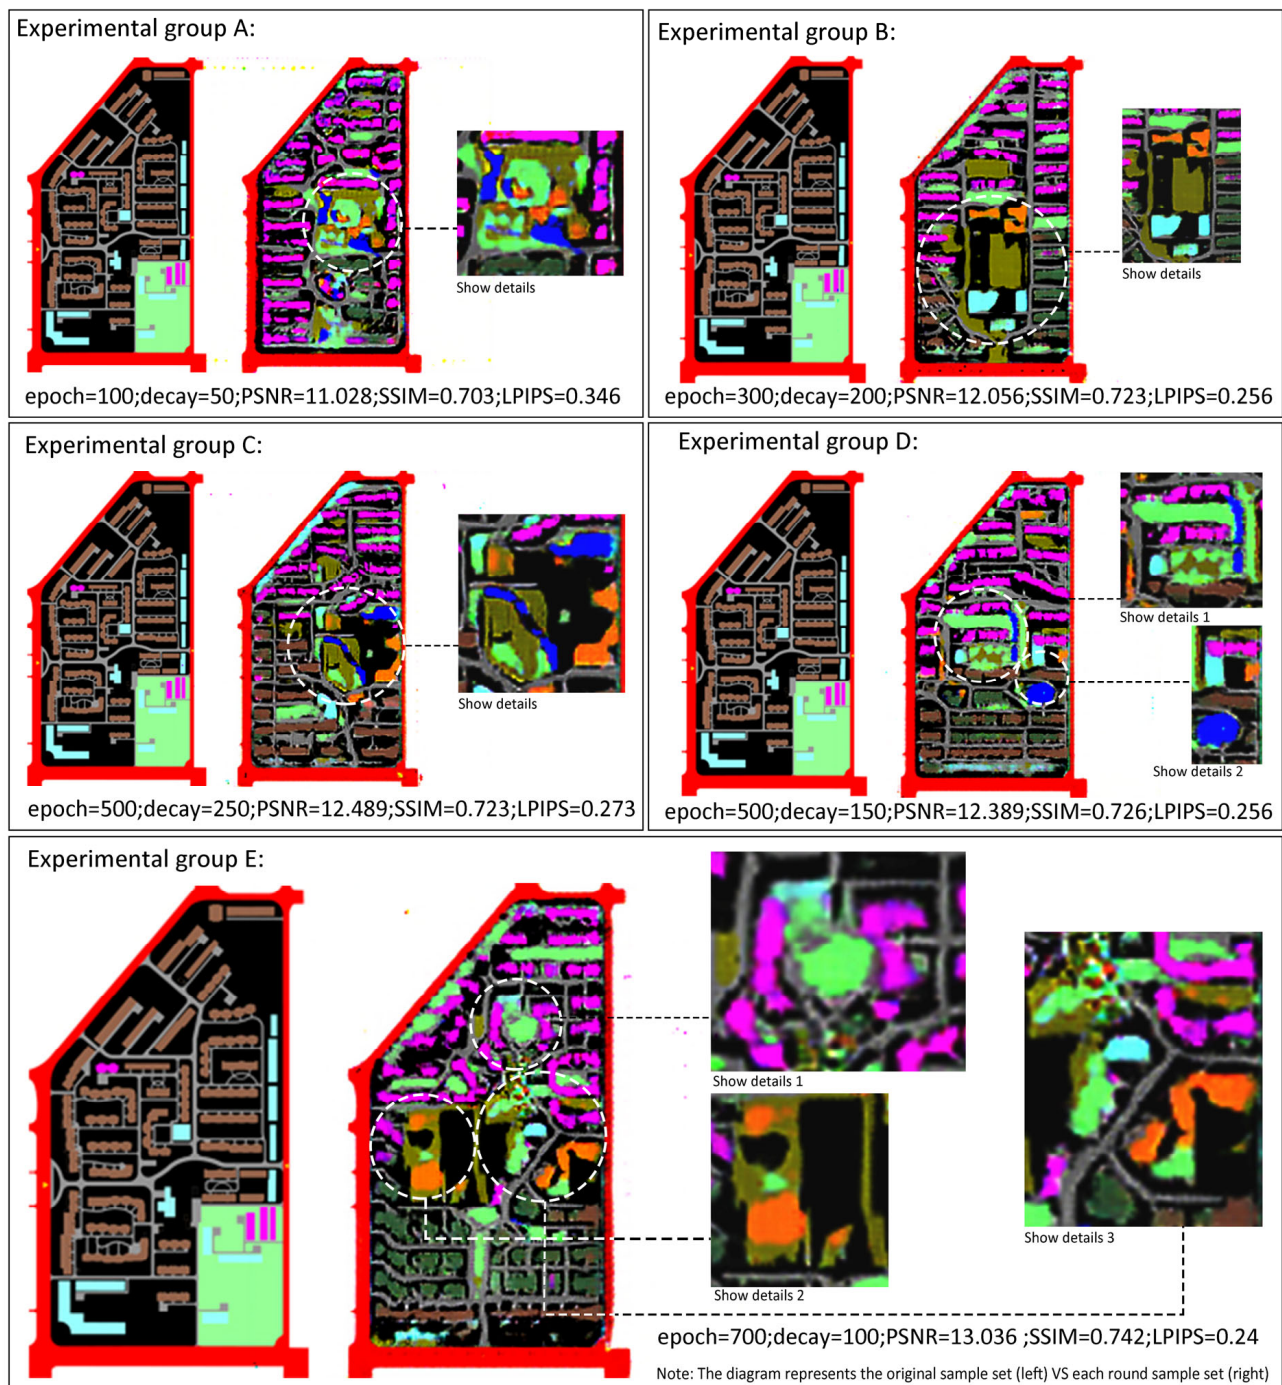 Experimental group A:
Show details
epoch=100;decay=50;PSNR=11.028;SSIM=0.703;LPIPS=0.346
Experimental group B:
Show details
epoch=300;decay=200;PSNR=12.056;SSIM=0.723;LPIPS=0.256
Experimental group C:
Show details
epoch=500;decay=250;PSNR=12.489;SSIM=0.723;LPIPS=0.273
Experimental group D:
Show details 1
Show details 2
epoch=500;decay=150;PSNR=12.389;SSIM=0.726;LPIPS=0.256
Experimental group E:
Show details 1
Show details 3
Show details 2
epoch=700;decay=100;PSNR=13.036 ;SSIM=0.742;LPIPS=0.24
Note: The diagram represents the original sample set (left) VS each round sample set (right)